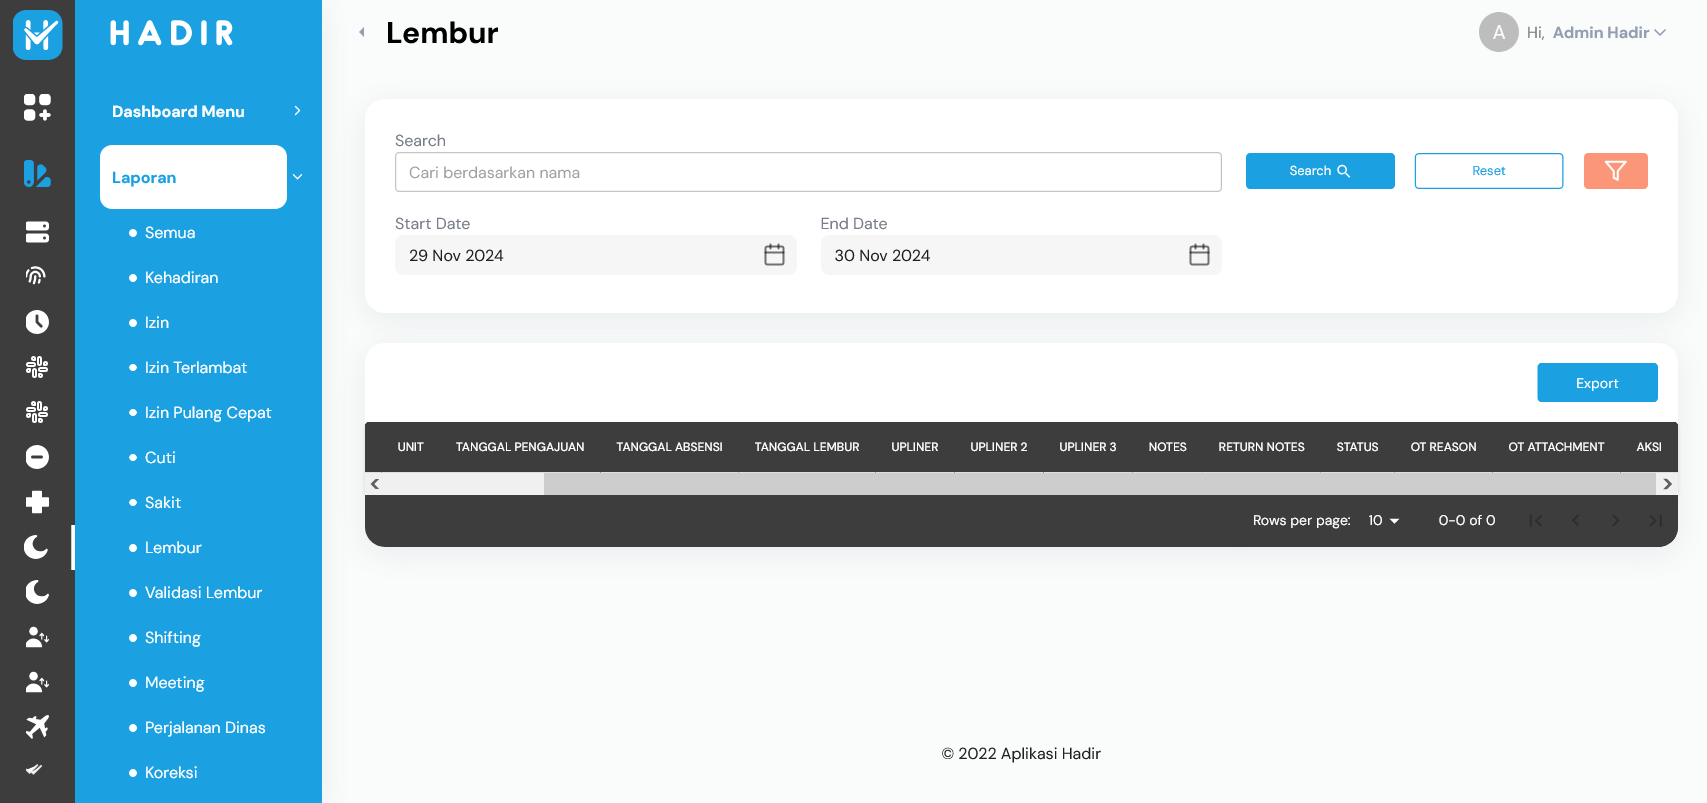 HADIR
Dashboard Menu
Laporan
Semua
Kehadiran
Izin
Izin Terlambat
Izin Pulang Cepat
Cuti
Sakit
Lembur
Validasi Lembur
Shifting
Meeting
Perjalanan Dinas
Koreksi
Lembur
A Hi, Admin Hadir
Search
Cari berdasarkan nama
Search
Reset
Start Date End Date
29 Nov 2024 30 Nov 2024
Export
UNIT TANGGAL PENGAJUAN TANGGAL ABSENSI TANGGAL LEMBUR UPLINER UPLINER 2 UPLINER 3 NOTES RETURN NOTES STATUS OT REASON OT ATTACHMENT AKSI
Rows per page: 10 0-0 of 0
© 2022 Aplikasi Hadir